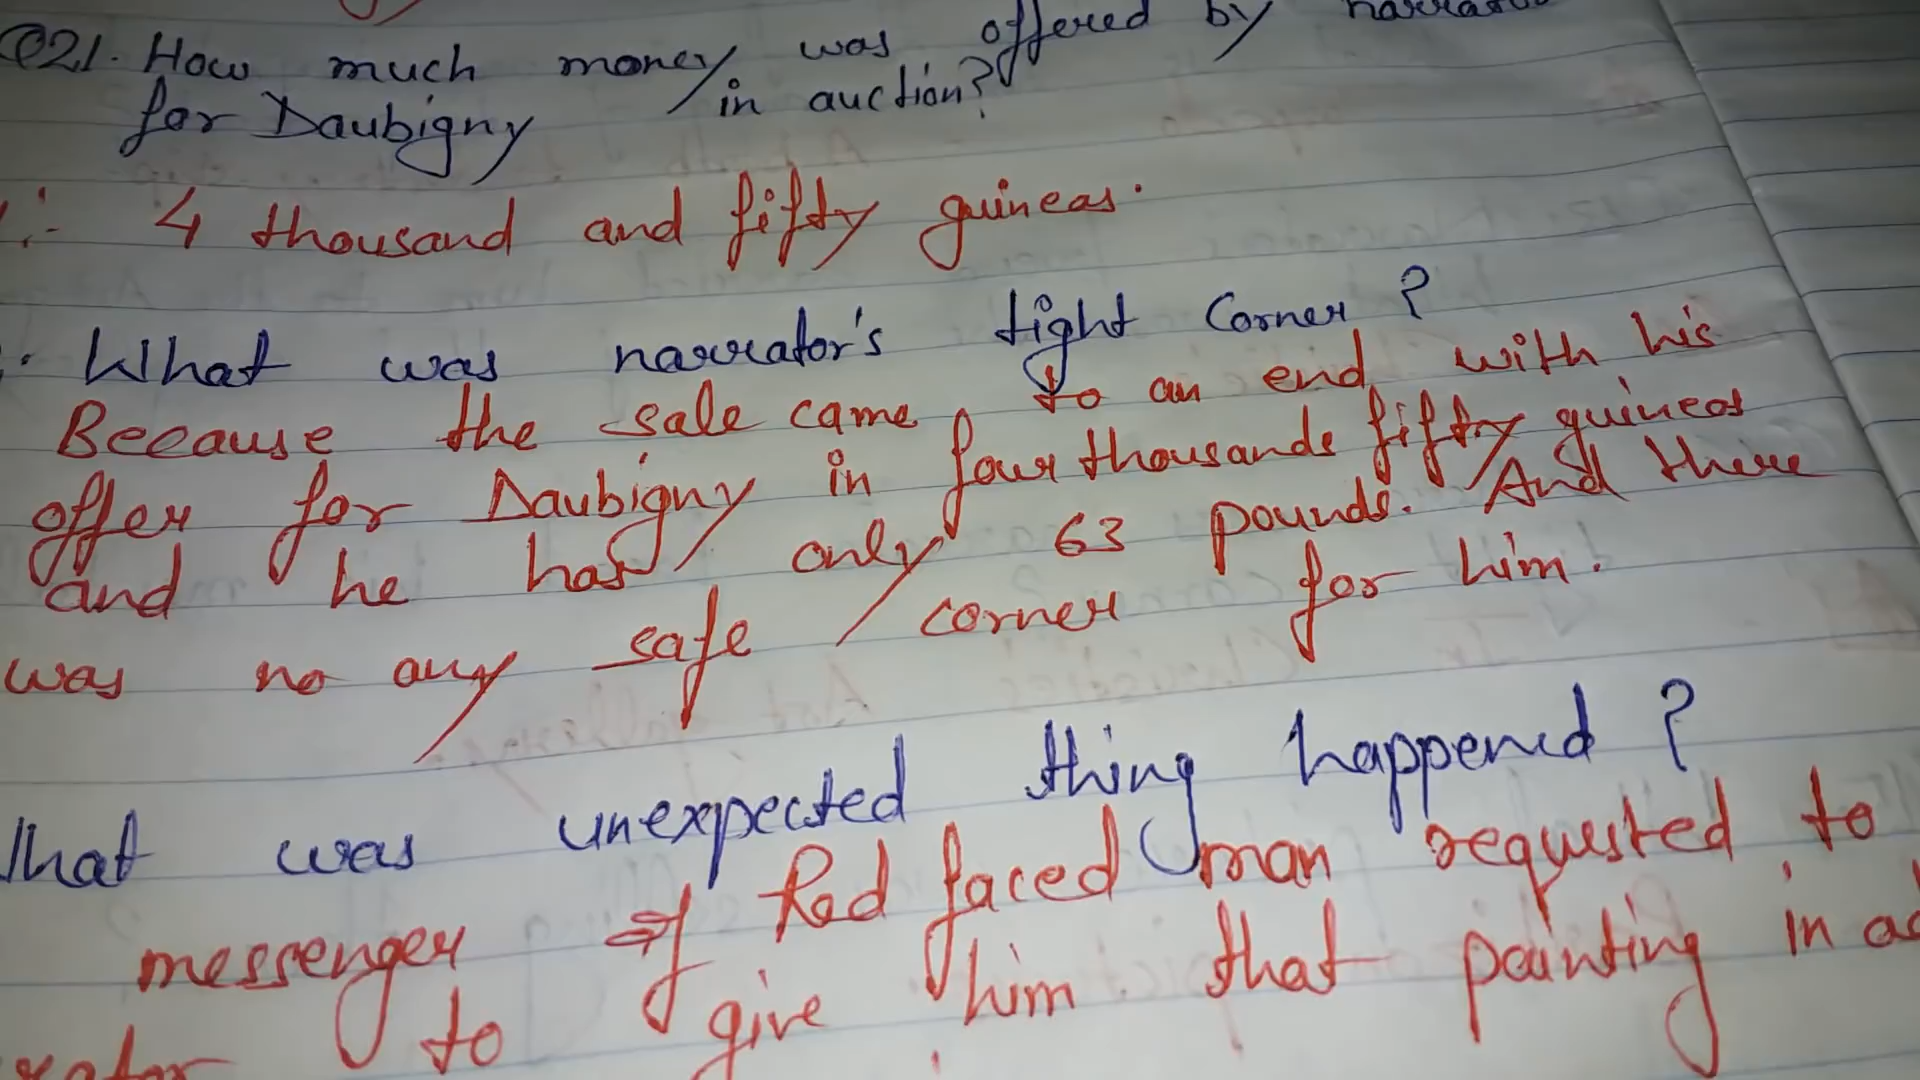 Q21. How much money was offered by
for Daubigny in auction?
:- 4 thousand and fifty guineas.
What was narrator's tight Corner?
Because the sale came to an end with his
offer for Daubigny in four thousands fifty guineas
and he has only 63 pounds. And there
was no any safe corner for him.
What was unexpected thing happened?
messenger of Red faced man requested to
to give him that painting in